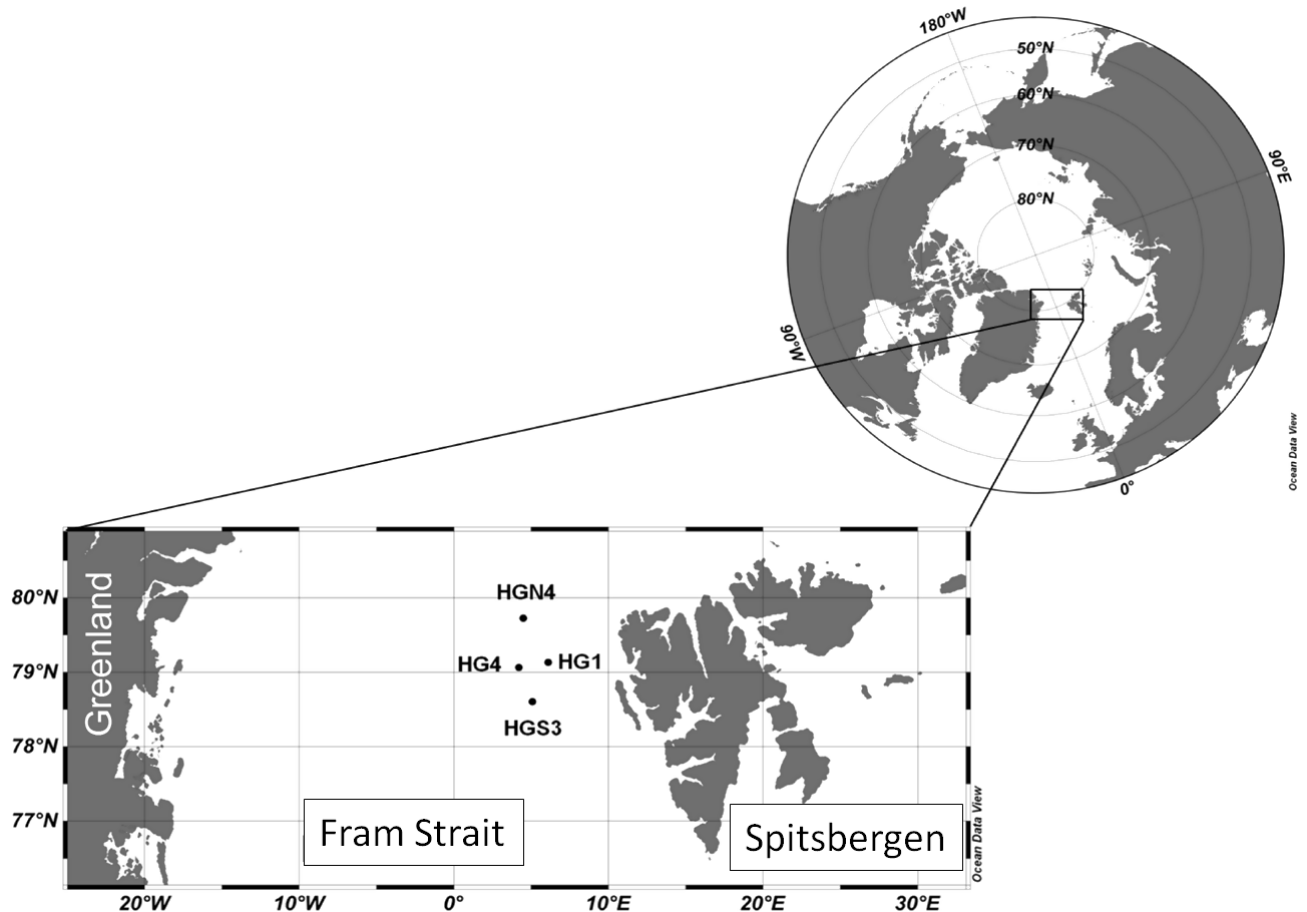 180°W
50°N
60°N
70°N
80°N
90°E
90°W
0°
Ocean Data View
Greenland
80°N
79°N
78°N
77°N
HGN4
HG4
HG1
HGS3
Fram Strait
Spitsbergen
Ocean Data View
20°W
10°W
0°
10°E
20°E
30°E